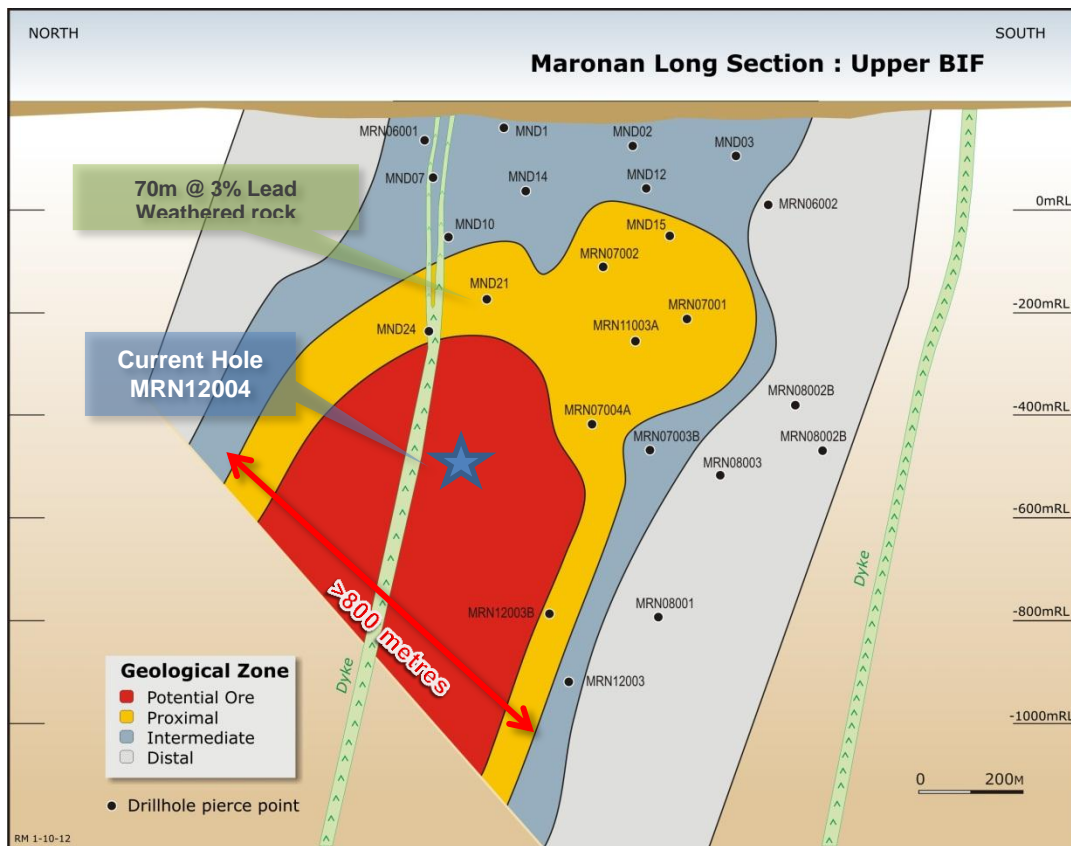 NORTH
SOUTH
Maronan Long Section : Upper BIF
MRN06001
MND1
MND02
MND03
70m @ 3% Lead
Weathered rock
MND07
MND14
MND12
MRN06002
0mRL
MND10
MND15
MRN07002
MND21
-200mRL
MRN07001
MND24
MRN11003A
Current Hole
MRN12004
MRN07004A
MRN08002B
-400mRL
MRN07003B
MRN08002B
MRN08003
-600mRL
Dyke
MRN12003B
MRN08001
-800mRL
>800 metres
Dyke
MRN12003
Geological Zone
Potential Ore
Proximal
Intermediate
Distal
-1000mRL
0 200M
Drillhole pierce point
RM 1-10-12